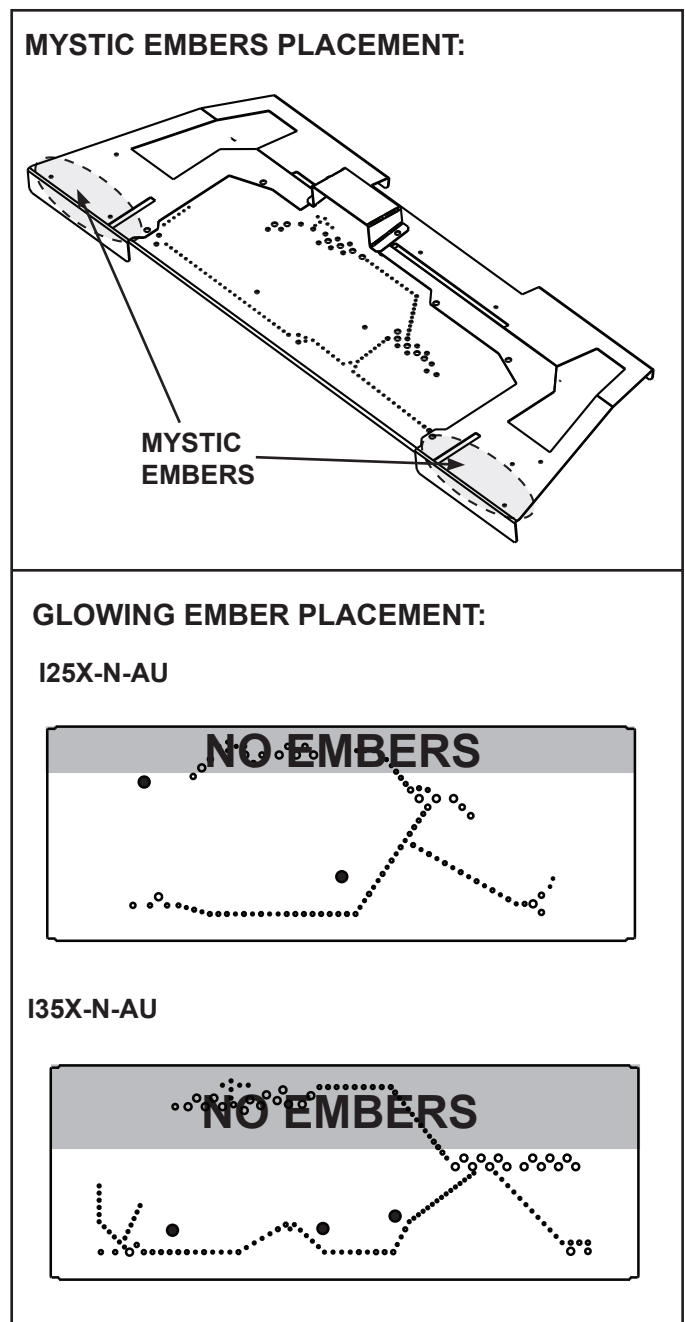 MYSTIC EMBERS PLACEMENT:
MYSTIC
EMBERS
GLOWING EMBER PLACEMENT:
I25X-N-AU
NO EMBERS
I35X-N-AU
NO EMBERS